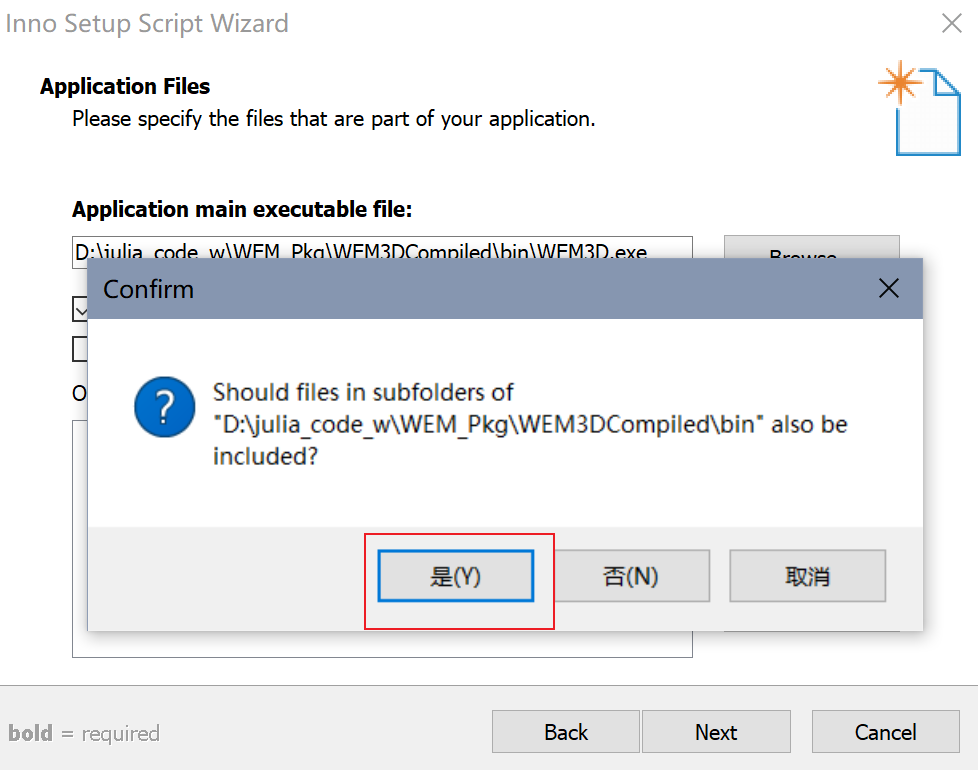 Inno Setup Script Wizard
Application Files
Please specify the files that are part of your application.
Application main executable file:
D:\julia_code_w\WEM_Pkg\WEM3DCompiled\bin\WEM3D.exe
Browse
Confirm
O
Should files in subfolders of
"D:\julia_code_w\WEM_Pkg\WEM3DCompiled\bin" also be
included?
是(Y)
否(N)
取消
bold = required
Back
Next
Cancel